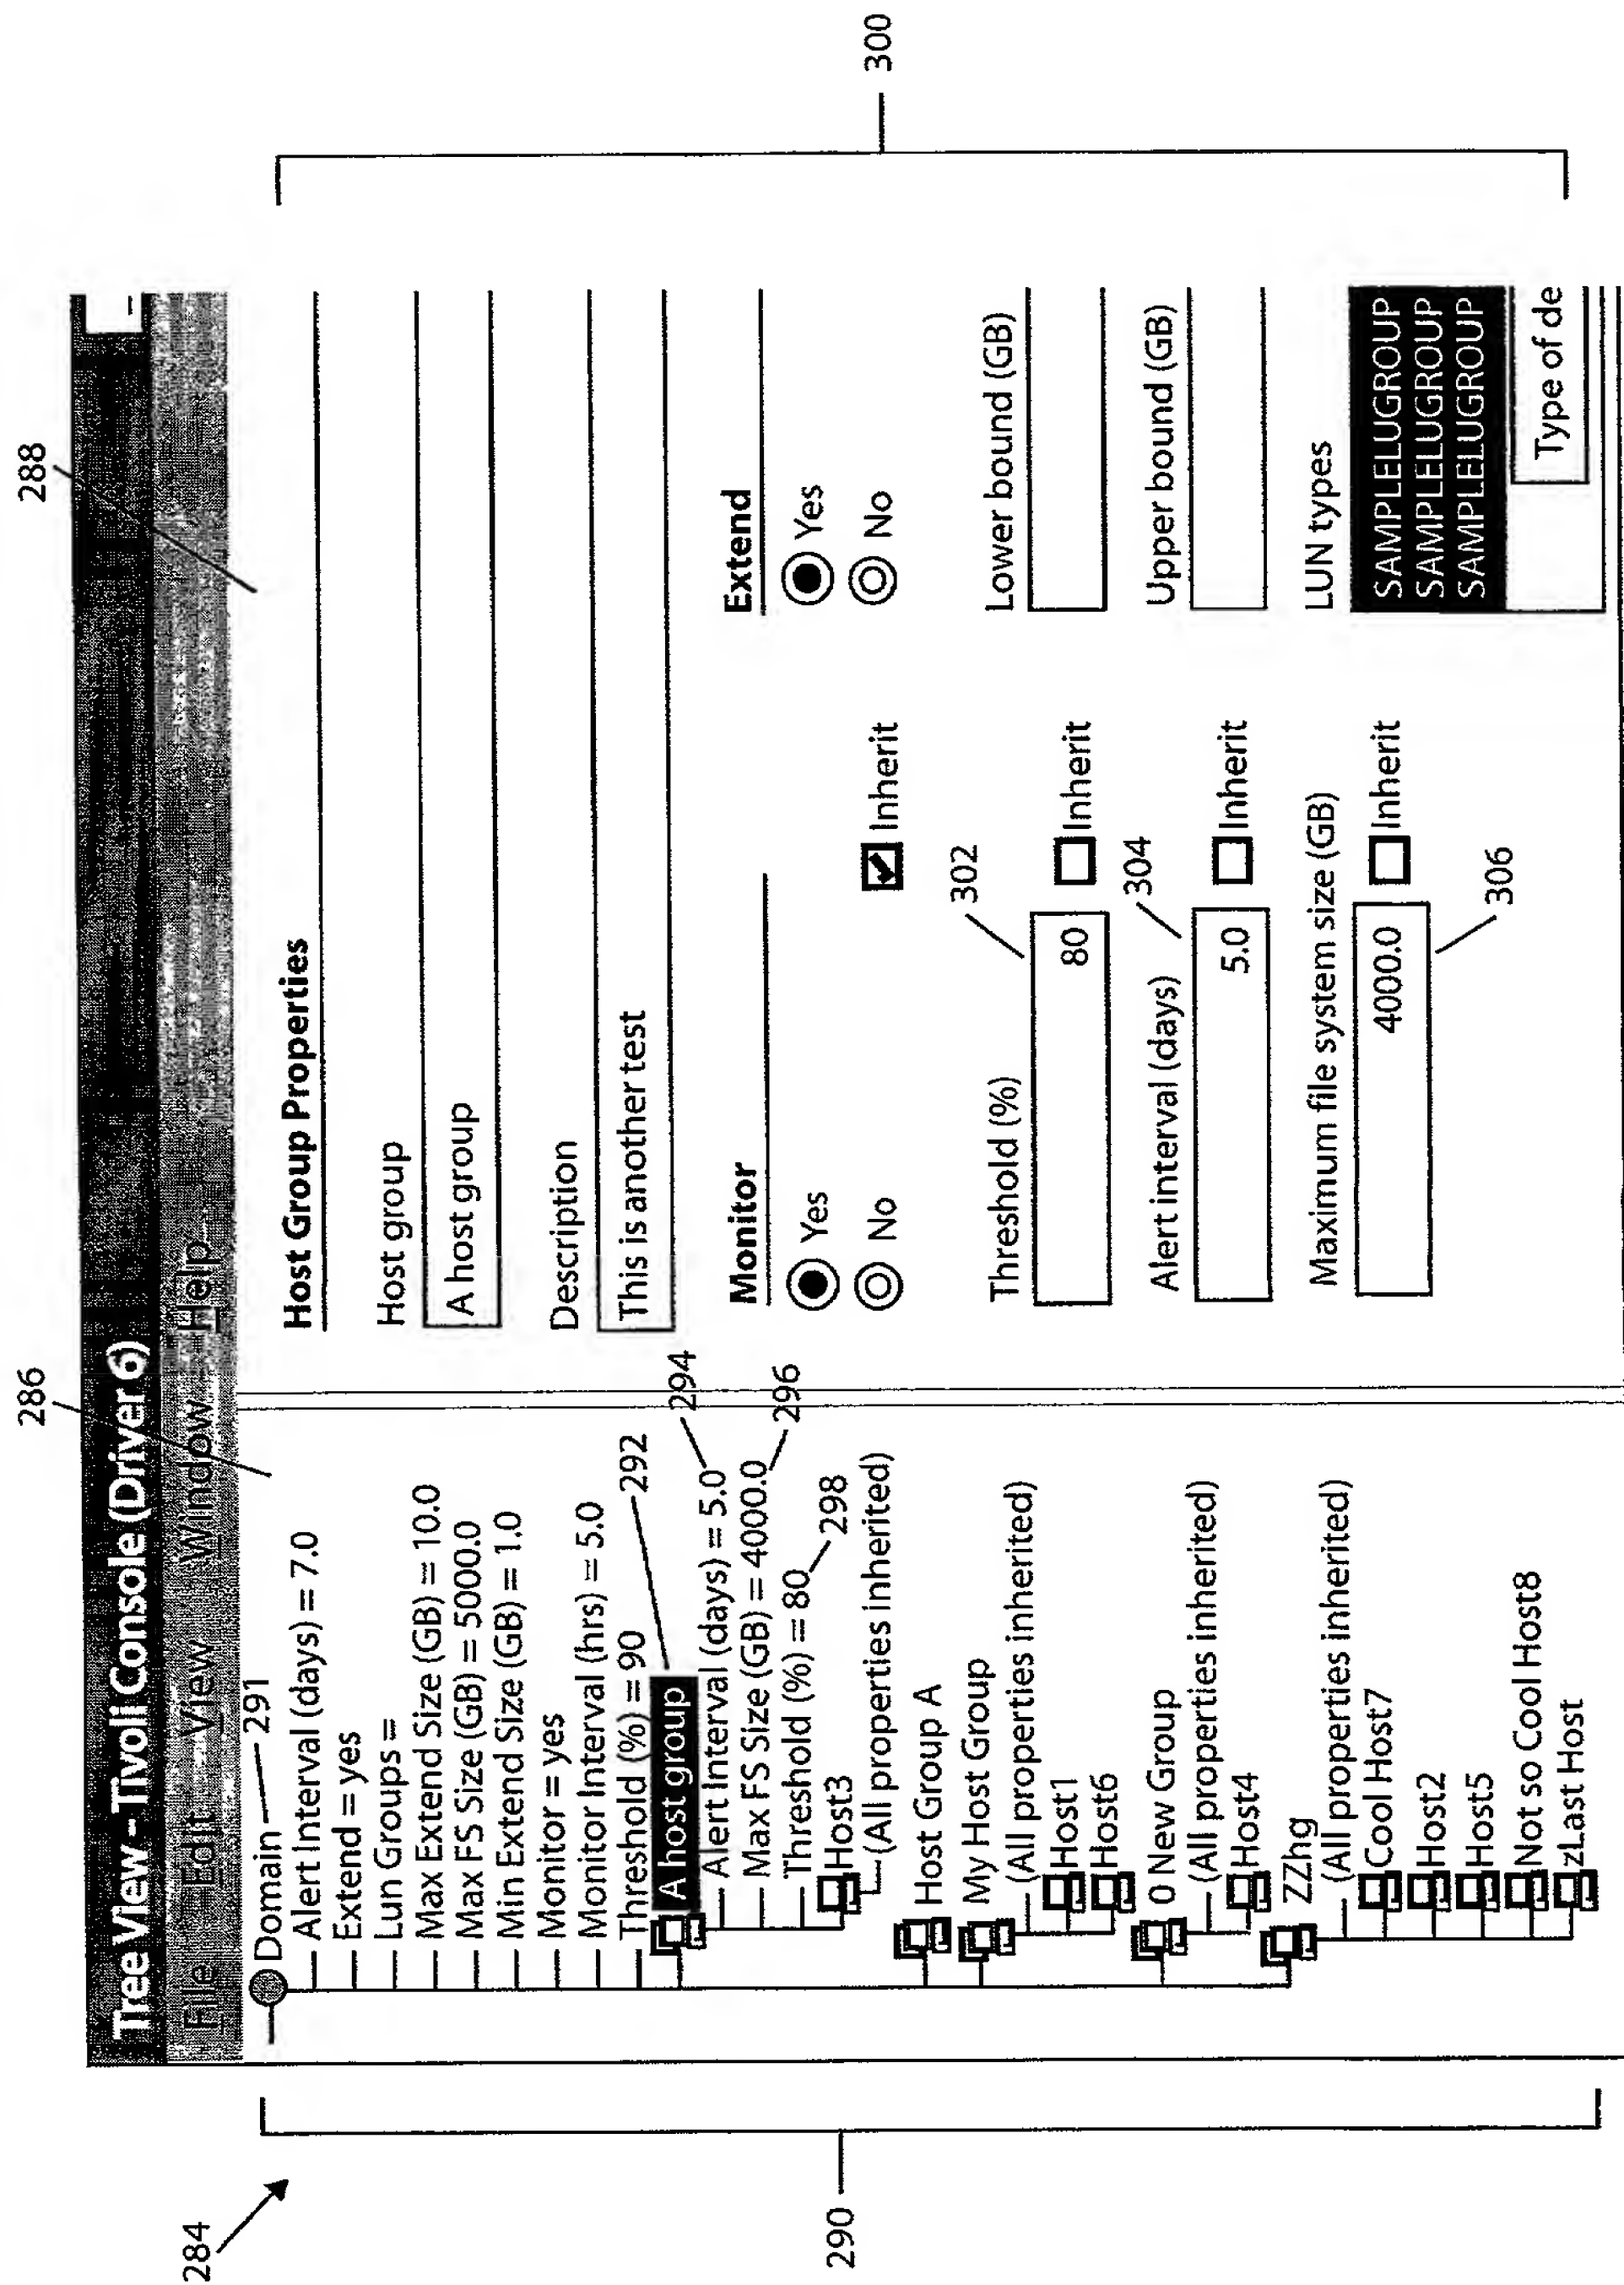 284
286
288
Tree View - Tivoli Console (Driver 6)
_
File Edit View Window Help
290
Domain 291
Alert Interval (days) = 7.0
Extend = yes
Lun Groups =
Max Extend Size (GB) = 10.0
Max FS Size (GB) = 5000.0
Min Extend Size (GB) = 1.0
Monitor = yes
Monitor Interval (hrs) = 5.0
Threshold (%) = 90
A host group 292
Alert Interval (days) = 5.0 294
Max FS Size (GB) = 4000.0 296
Threshold (%) = 80 298
Host3
(All properties inherited)
Host Group A
My Host Group
(All properties inherited)
Host1
Host6
0 New Group
(All properties inherited)
Host4
ZZhg
(All properties inherited)
Cool Host7
Host2
Host5
Not so Cool Host8
zLast Host
Host Group Properties
Host group
A host group
Description
This is another test
Monitor
Yes
No
Inherit
Threshold (%) 302
80 Inherit
Alert interval (days) 304
5.0 Inherit
Maximum file system size (GB)
4000.0 Inherit
306
Extend
Yes
No
Lower bound (GB)
Upper bound (GB)
LUN types
SAMPLELUGROUP
SAMPLELUGROUP
SAMPLELUGROUP
Type of de
300